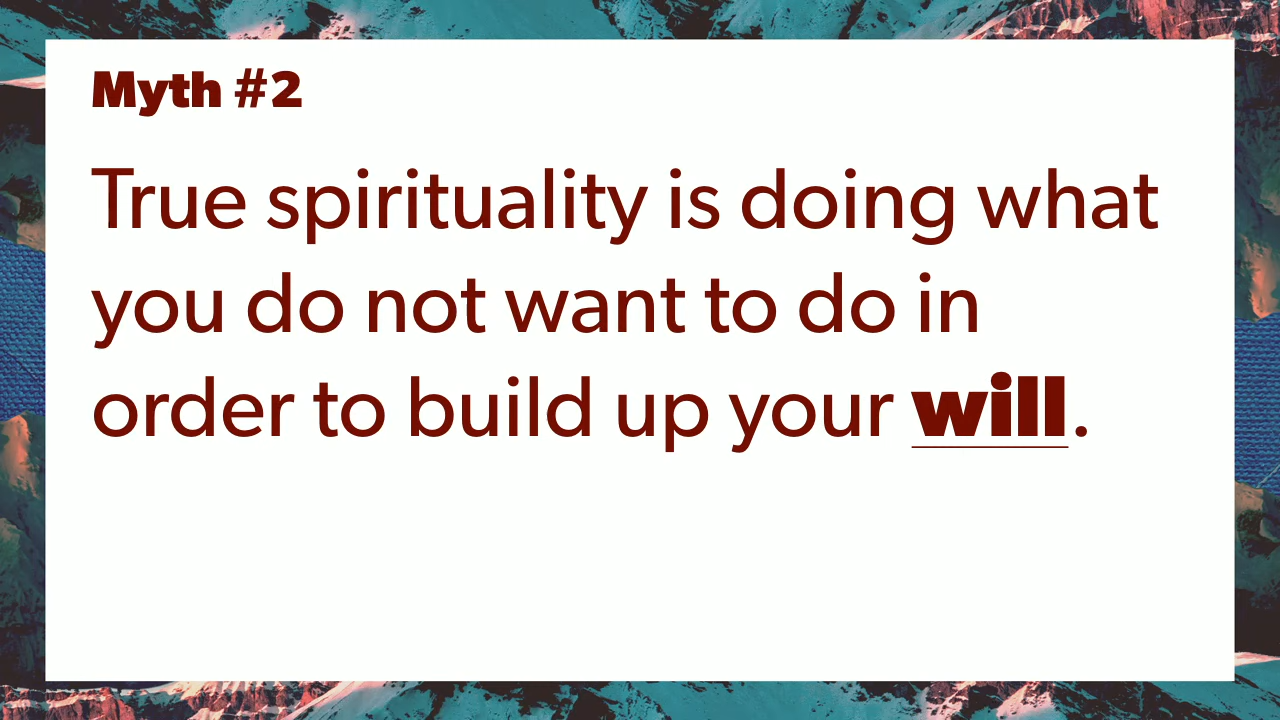 Myth #2
True spirituality is doing what
you do not want to do in
order to build up your will.